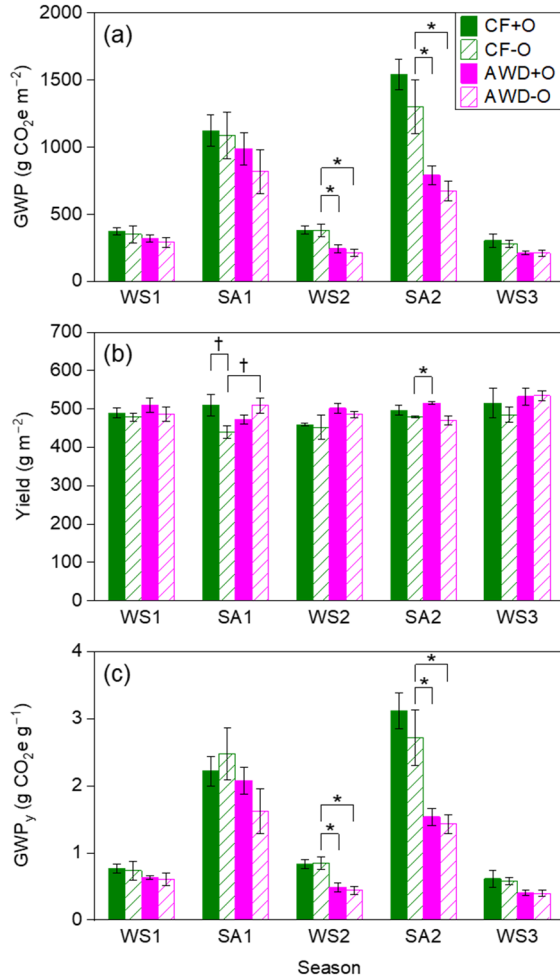 (a)
CF+O
CF-O
AWD+O
AWD-O
GWP (g CO₂e m⁻²)
2000
1500
1000
500
0
* *
* *
WS1 SA1 WS2 SA2 WS3
(b)
Yield (g m⁻²)
700
600
500
400
300
200
100
0
† † *
WS1 SA1 WS2 SA2 WS3
(c)
GWPy (g CO₂e g⁻¹)
4
3
2
1
0
* *
* *
WS1 SA1 WS2 SA2 WS3
Season